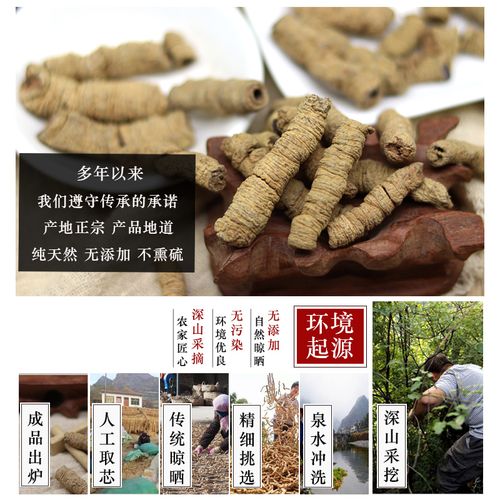 多年以来
我们遵守传承的承诺
产地正宗 产品地道
纯天然 无添加 不熏硫
深山采摘
农家匠心
无污染
环境优良
无添加
自然晾晒
环境
起源
成品出炉
人工取芯
传统晾晒
精细挑选
泉水冲洗
深山采挖